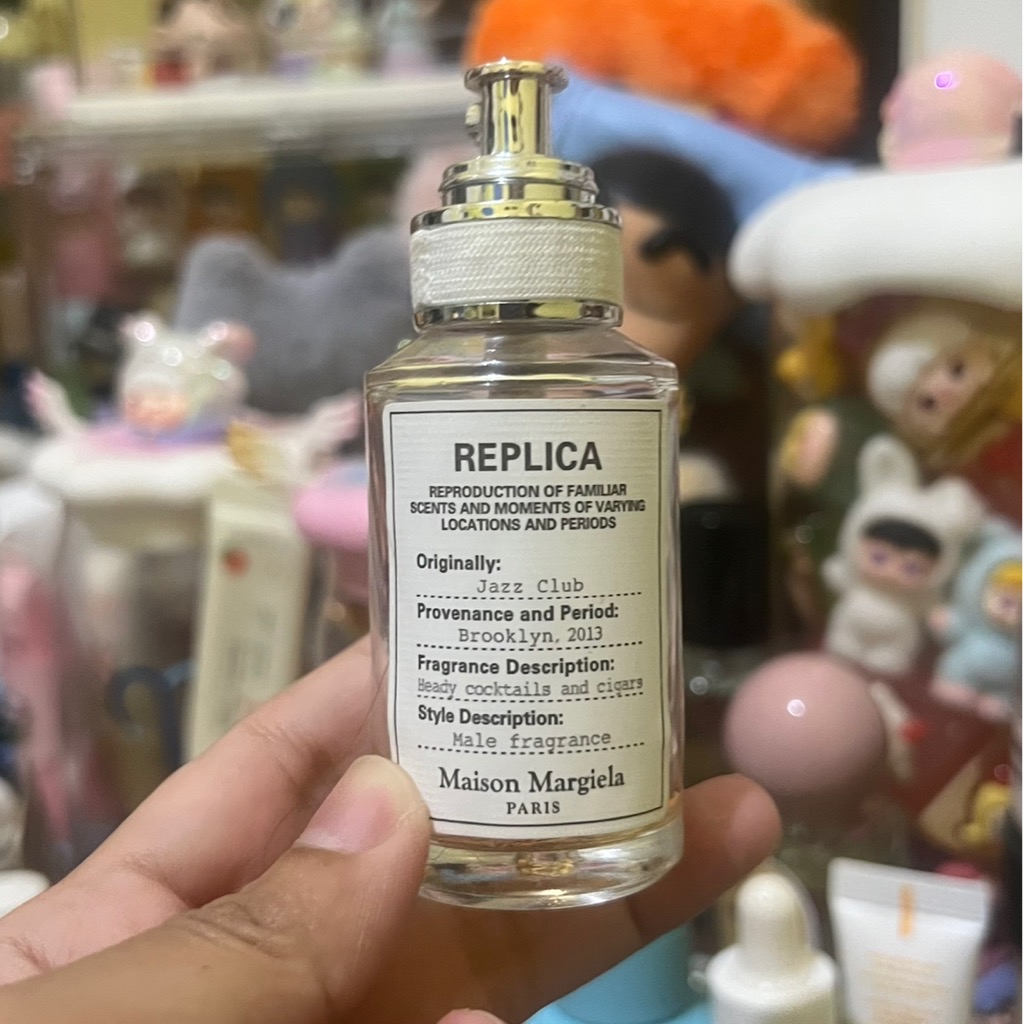 REPLICA
REPRODUCTION OF FAMILIAR
SCENTS AND MOMENTS OF VARYING
LOCATIONS AND PERIODS
Originally:
Jazz Club
Provenance and Period:
Brooklyn, 2013
Fragrance Description:
Heady cocktails and cigars
Style Description:
Male fragrance
Maison Margiela
PARIS